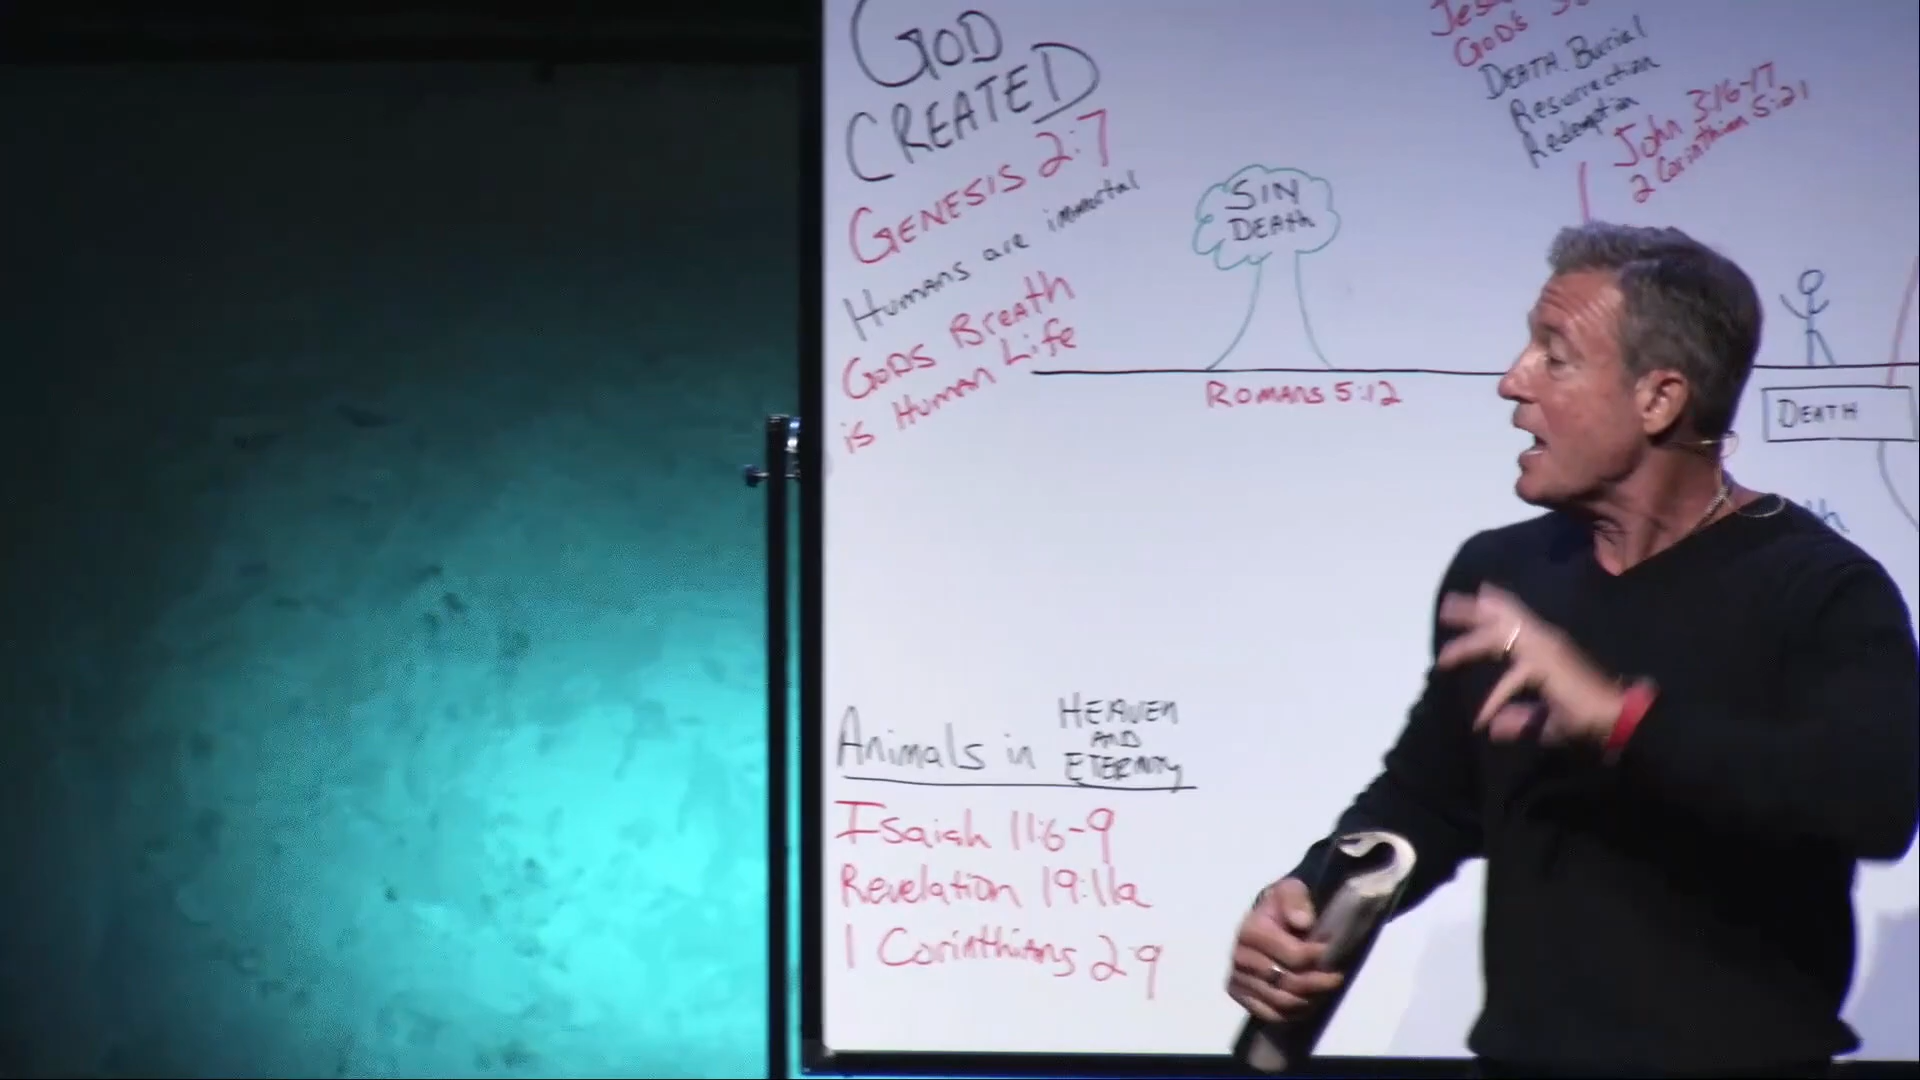 GOD
CREATED
GENESIS 2:7
Humans are immortal
GODS Breath
is Human Life
SIN
DEATH
ROMANS 5:12
GOD'S
DEATH. Burial
Resurrection
Redemption
John 3:16-17
2 Corinthian 5:21
DEATH
Animals in HEAVEN
AND
ETERNITY
Isaiah 11:6-9
Revelation 19:11a
1 Corinthians 2:9